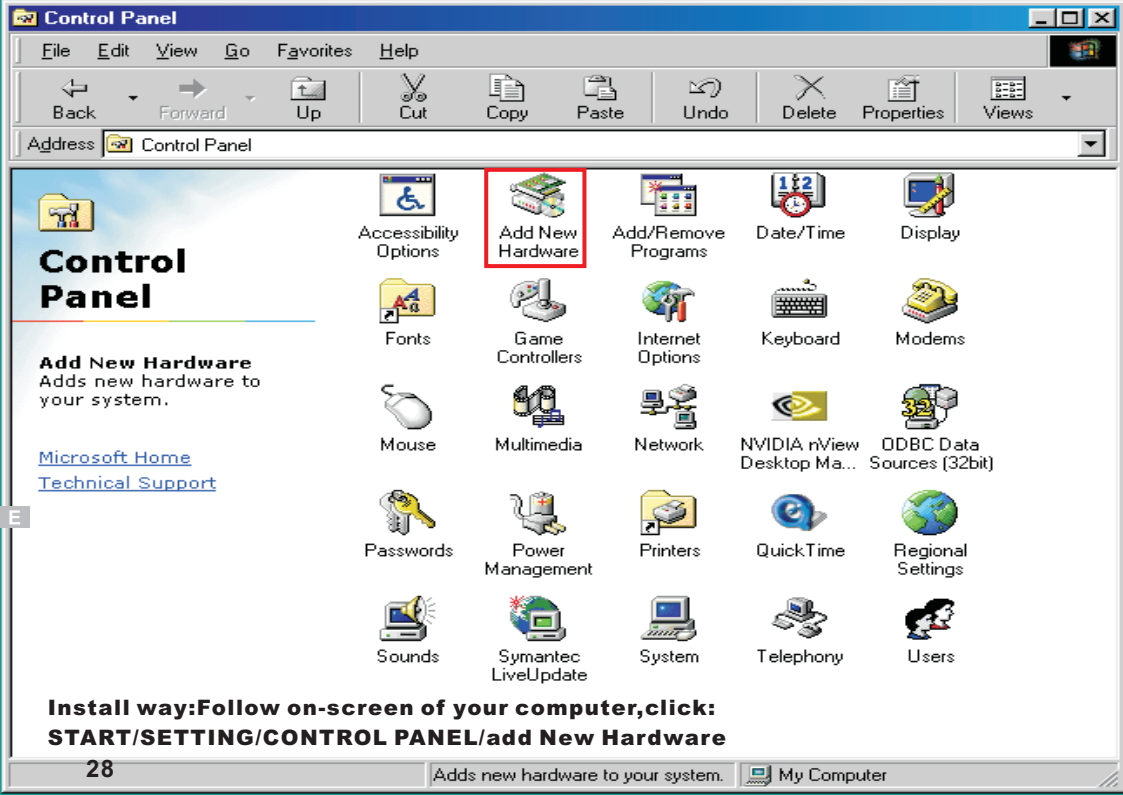 Control Panel
File Edit View Go Favorites Help
Back Forward Up Cut Copy Paste Undo Delete Properties Views
Address Control Panel
Control
Panel
Add New Hardware
Adds new hardware to
your system.
Microsoft Home
Technical Support
E
Accessibility
Options
Add New
Hardware
Add/Remove
Programs
Date/Time
Display
Fonts
Game
Controllers
Internet
Options
Keyboard
Modems
Mouse
Multimedia
Network
NVIDIA nView
Desktop Ma...
ODBC Data
Sources (32bit)
Passwords
Power
Management
Printers
QuickTime
Regional
Settings
Sounds
Symantec
LiveUpdate
System
Telephony
Users
Install way:Follow on-screen of your computer,click:
START/SETTING/CONTROL PANEL/add New Hardware
28
Adds new hardware to your system. My Computer